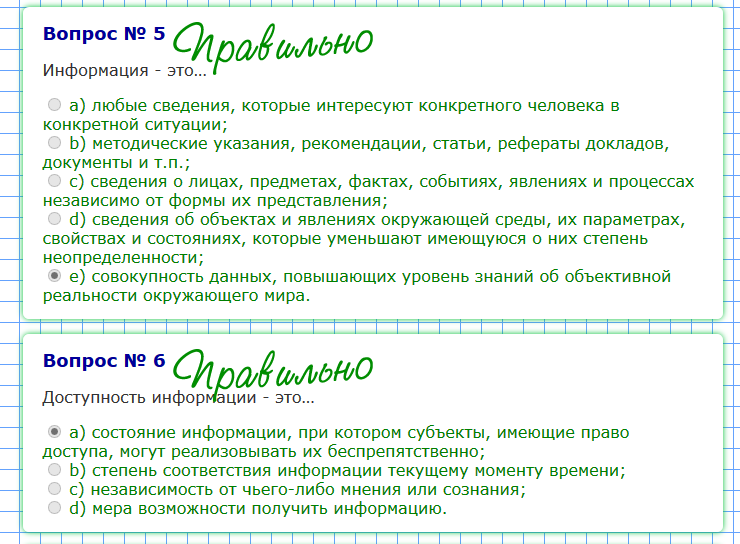 Вопрос № 5 Правильно
Информация - это...
a) любые сведения, которые интересуют конкретного человека в
конкретной ситуации;
b) методические указания, рекомендации, статьи, рефераты докладов,
документы и т.п.;
c) сведения о лицах, предметах, фактах, событиях, явлениях и процессах
независимо от формы их представления;
d) сведения об объектах и явлениях окружающей среды, их параметрах,
свойствах и состояниях, которые уменьшают имеющуюся о них степень
неопределенности;
e) совокупность данных, повышающих уровень знаний об объективной
реальности окружающего мира.
Вопрос № 6 Правильно
Доступность информации - это...
a) состояние информации, при котором субъекты, имеющие право
доступа, могут реализовывать их беспрепятственно;
b) степень соответствия информации текущему моменту времени;
c) независимость от чьего-либо мнения или сознания;
d) мера возможности получить информацию.